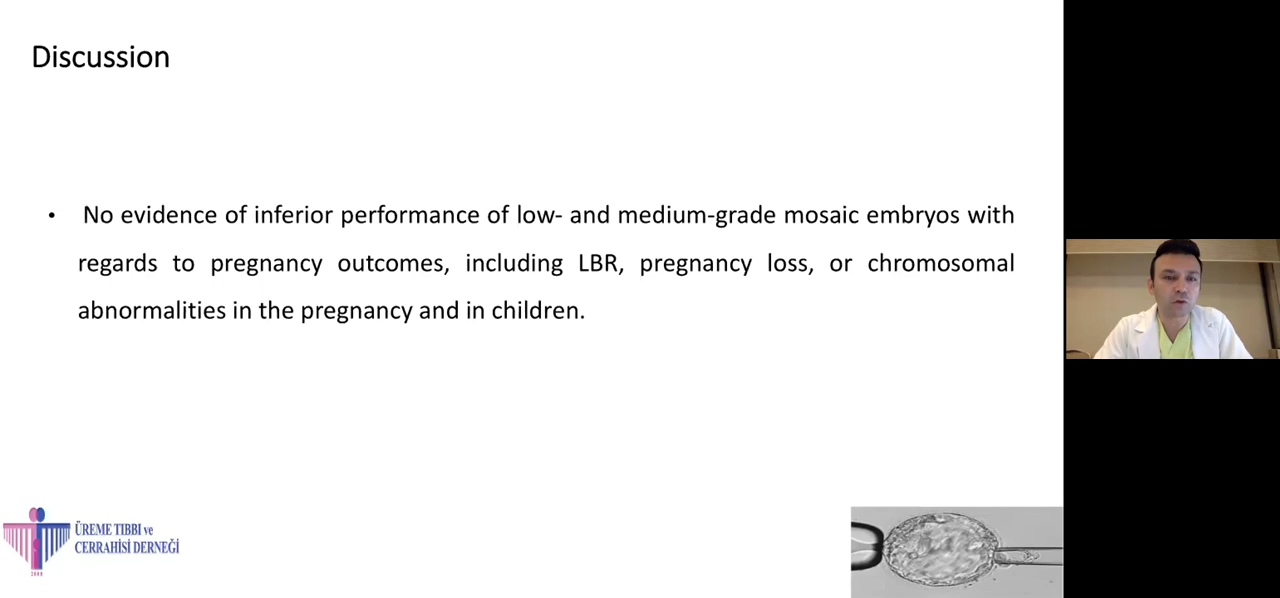 Discussion
• No evidence of inferior performance of low- and medium-grade mosaic embryos with
regards to pregnancy outcomes, including LBR, pregnancy loss, or chromosomal
abnormalities in the pregnancy and in children.
ÜREME TIBBI ve
CERRAHİSİ DERNEĞİ